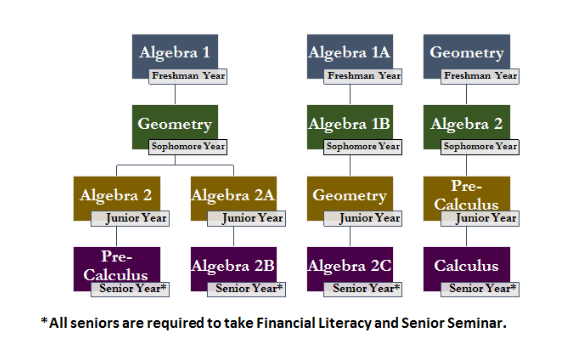 Algebra 1
Freshman Year
Algebra 1A
Freshman Year
Geometry
Freshman Year
Geometry
Sophomore Year
Algebra 1B
Sophomore Year
Algebra 2
Sophomore Year
Algebra 2
Junior Year
Algebra 2A
Junior Year
Geometry
Junior Year
Pre-
Calculus
Junior Year
Pre-
Calculus
Senior Year*
Algebra 2B
Senior Year*
Algebra 2C
Senior Year*
Calculus
Senior Year*
*All seniors are required to take Financial Literacy and Senior Seminar.